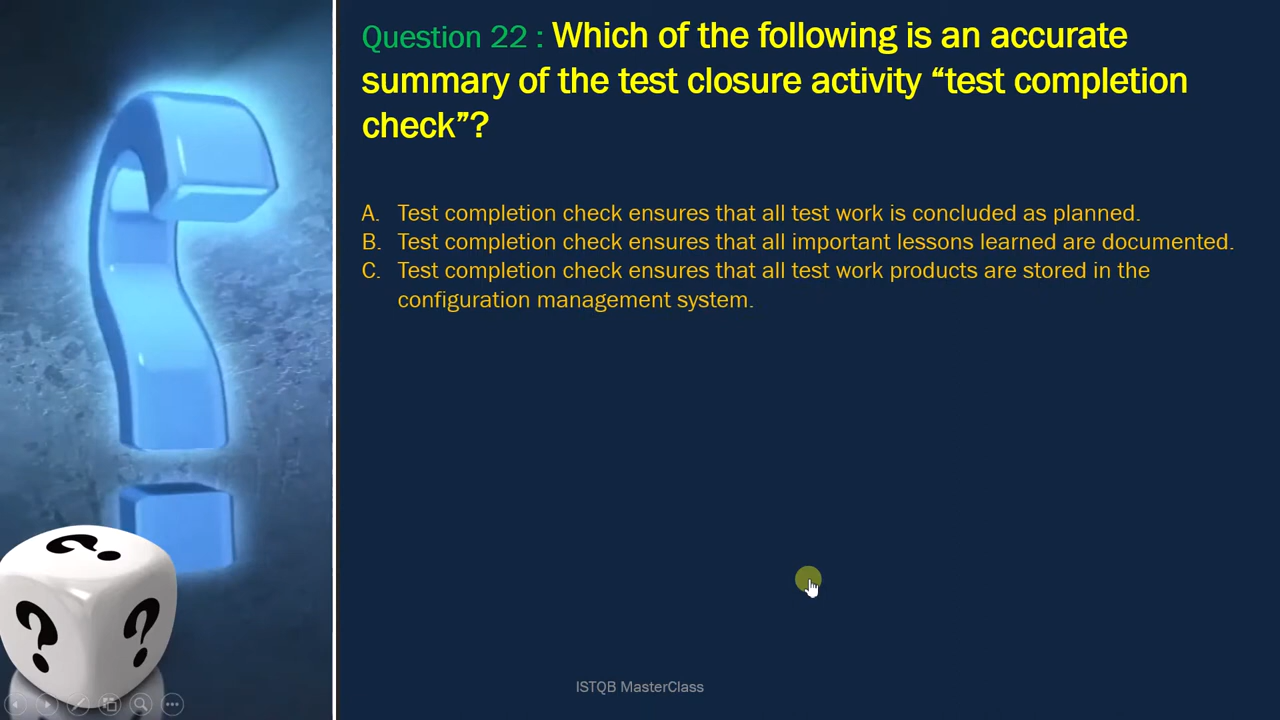 Question 22 : Which of the following is an accurate
summary of the test closure activity “test completion
check”?
A. Test completion check ensures that all test work is concluded as planned.
B. Test completion check ensures that all important lessons learned are documented.
C. Test completion check ensures that all test work products are stored in the
configuration management system.
? 
? ?
ISTQB MasterClass